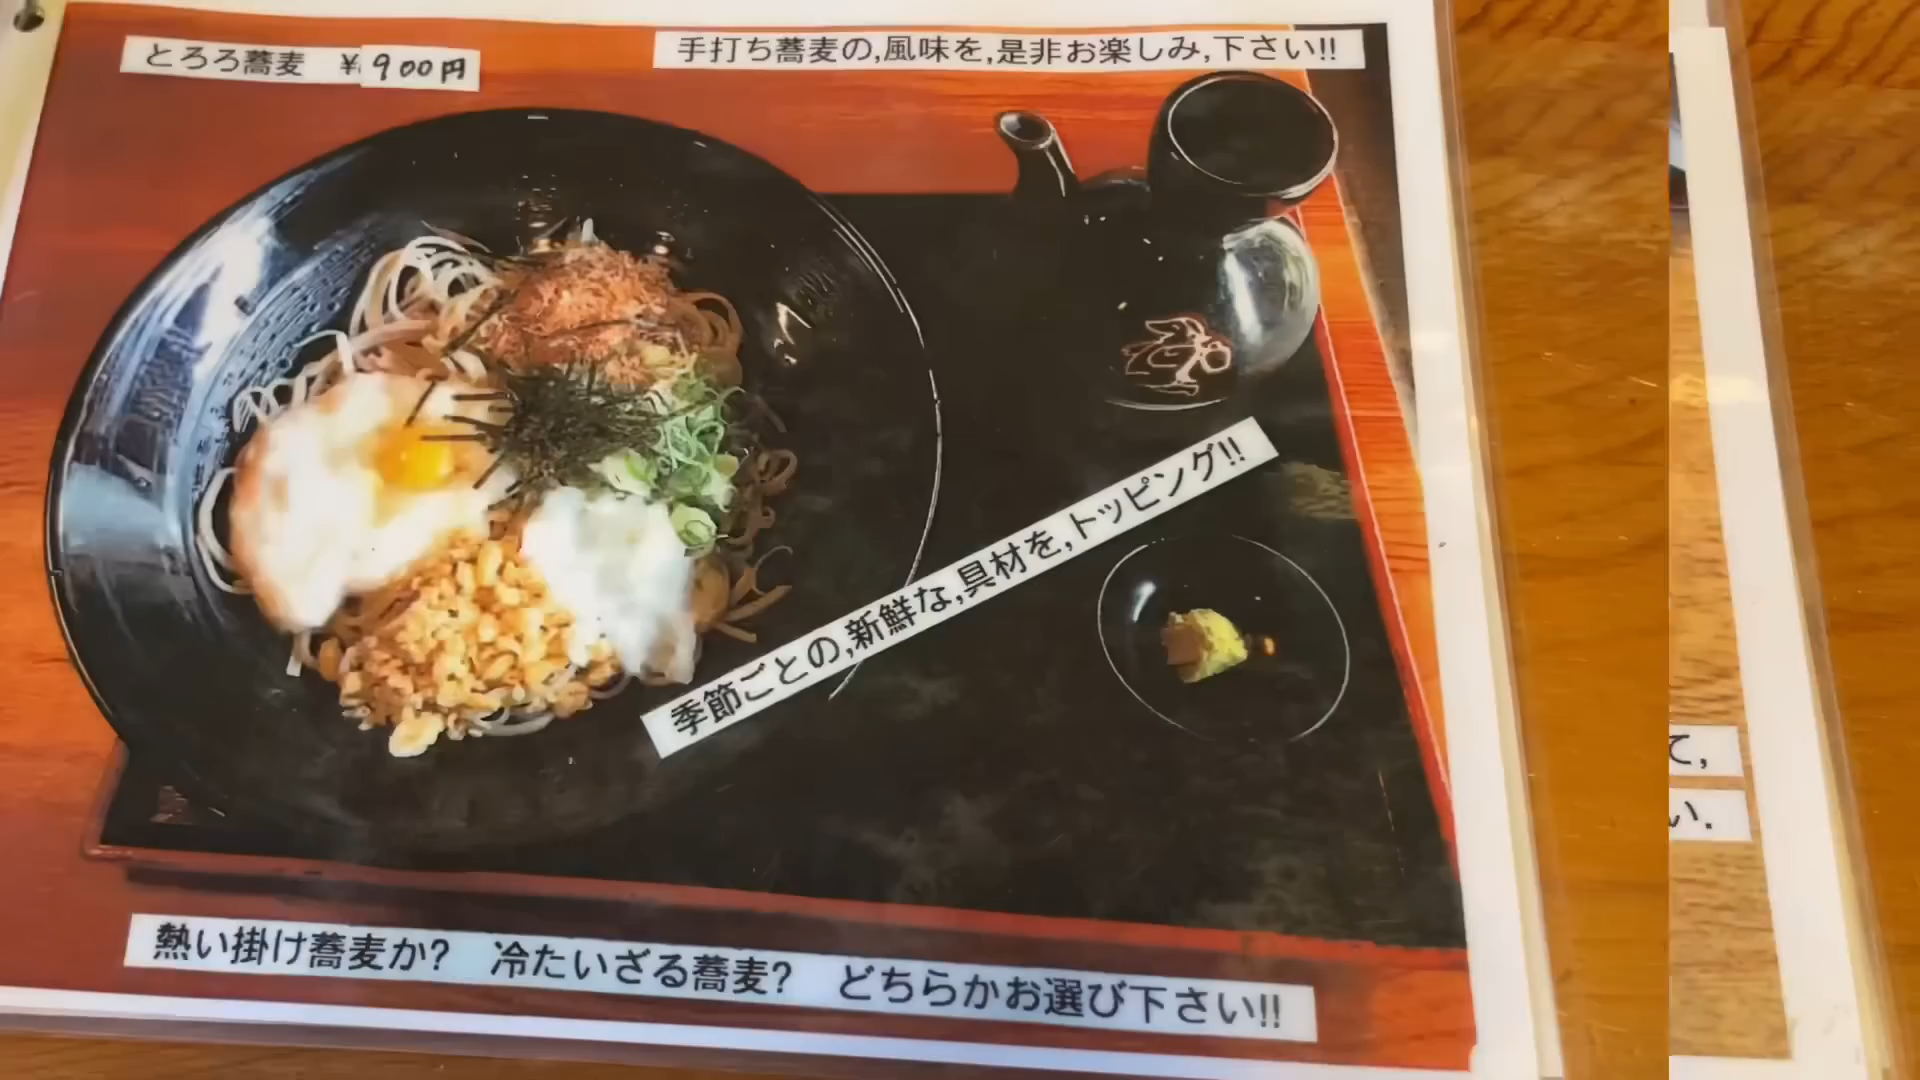 とろろ蕎麦 ¥900円
手打ち蕎麦の,風味を,是非お楽しみ,下さい!!
季節ごとの,新鮮な,具材を,トッピング!!
熱い掛け蕎麦か? 冷たいざる蕎麦? どちらかお選び下さい!!
て,
い.